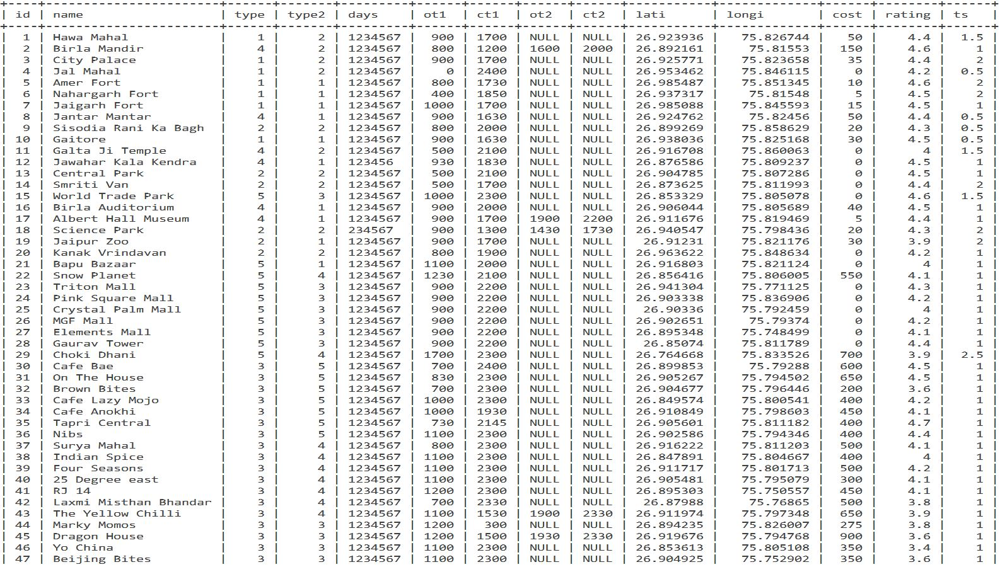 | id | name | type | type2 | days | ot1 | ct1 | ot2 | ct2 | lati | longi | cost | rating | ts |
| 1 | Hawa Mahal | 1 | 2 | 1234567 | 900 | 1700 | NULL | NULL | 26.923936 | 75.826744 | 50 | 4.4 | 1.5 |
| 2 | Birla Mandir | 4 | 2 | 1234567 | 800 | 1200 | 1600 | 2000 | 26.892161 | 75.81553 | 150 | 4.6 | 1 |
| 3 | City Palace | 1 | 2 | 1234567 | 900 | 1700 | NULL | NULL | 26.925771 | 75.823658 | 35 | 4.4 | 2 |
| 4 | Jal Mahal | 1 | 2 | 1234567 | 0 | 2400 | NULL | NULL | 26.953462 | 75.846115 | 0 | 4.2 | 0.5 |
| 5 | Amer Fort | 1 | 1 | 1234567 | 800 | 1730 | NULL | NULL | 26.985487 | 75.851345 | 10 | 4.6 | 2 |
| 6 | Nahargarh Fort | 1 | 1 | 1234567 | 400 | 1850 | NULL | NULL | 26.937317 | 75.81548 | 5 | 4.5 | 2 |
| 7 | Jaigarh Fort | 1 | 1 | 1234567 | 1000 | 1700 | NULL | NULL | 26.985088 | 75.845593 | 15 | 4.5 | 1 |
| 8 | Jantar Mantar | 4 | 1 | 1234567 | 900 | 1630 | NULL | NULL | 26.924762 | 75.82456 | 50 | 4.4 | 0.5 |
| 9 | Sisodia Rani Ka Bagh | 2 | 2 | 1234567 | 800 | 2000 | NULL | NULL | 26.899269 | 75.858629 | 20 | 4.3 | 0.5 |
| 10 | Gaitore | 1 | 1 | 1234567 | 900 | 1630 | NULL | NULL | 26.938036 | 75.825168 | 30 | 4.5 | 0.5 |
| 11 | Galta Ji Temple | 4 | 2 | 1234567 | 500 | 2100 | NULL | NULL | 26.916708 | 75.860063 | 0 | 4 | 1.5 |
| 12 | Jawahar Kala Kendra | 4 | 1 | 123456 | 930 | 1830 | NULL | NULL | 26.876586 | 75.809237 | 0 | 4.5 | 1 |
| 13 | Central Park | 2 | 2 | 1234567 | 500 | 2100 | NULL | NULL | 26.904785 | 75.807286 | 0 | 4.5 | 1 |
| 14 | Smriti Van | 2 | 2 | 1234567 | 500 | 1700 | NULL | NULL | 26.873625 | 75.811993 | 0 | 4.4 | 2 |
| 15 | World Trade Park | 5 | 3 | 1234567 | 1000 | 2300 | NULL | NULL | 26.853329 | 75.805078 | 0 | 4.6 | 1.5 |
| 16 | Birla Auditorium | 4 | 1 | 1234567 | 900 | 2000 | NULL | NULL | 26.906044 | 75.805689 | 40 | 4.5 | 1 |
| 17 | Albert Hall Museum | 4 | 1 | 1234567 | 900 | 1700 | 1900 | 2200 | 26.911676 | 75.819469 | 5 | 4.4 | 1 |
| 18 | Science Park | 2 | 2 | 234567 | 900 | 1300 | 1430 | 1730 | 26.940547 | 75.798436 | 20 | 4.3 | 2 |
| 19 | Jaipur Zoo | 2 | 1 | 1234567 | 900 | 1700 | NULL | NULL | 26.91231 | 75.821176 | 30 | 3.9 | 2 |
| 20 | Kanak Vrindavan | 2 | 2 | 1234567 | 800 | 1900 | NULL | NULL | 26.963622 | 75.848634 | 0 | 4.2 | 1 |
| 21 | Bapu Bazaar | 5 | 1 | 1234567 | 1100 | 2000 | NULL | NULL | 26.916803 | 75.821124 | 0 | 4 | 1 |
| 22 | Snow Planet | 5 | 4 | 1234567 | 1230 | 2100 | NULL | NULL | 26.856416 | 75.806005 | 550 | 4.1 | 1 |
| 23 | Triton Mall | 5 | 3 | 1234567 | 900 | 2200 | NULL | NULL | 26.941304 | 75.771125 | 0 | 4.3 | 1 |
| 24 | Pink Square Mall | 5 | 3 | 1234567 | 900 | 2200 | NULL | NULL | 26.903338 | 75.836906 | 0 | 4.2 | 1 |
| 25 | Crystal Palm Mall | 5 | 3 | 1234567 | 900 | 2200 | NULL | NULL | 26.90336 | 75.792459 | 0 | 4 | 1 |
| 26 | MGF Mall | 5 | 3 | 1234567 | 900 | 2200 | NULL | NULL | 26.902651 | 75.79374 | 0 | 4.2 | 1 |
| 27 | Elements Mall | 5 | 3 | 1234567 | 900 | 2200 | NULL | NULL | 26.895348 | 75.748499 | 0 | 4.1 | 1 |
| 28 | Gaurav Tower | 5 | 3 | 1234567 | 900 | 2200 | NULL | NULL | 26.85074 | 75.811789 | 0 | 4.4 | 1 |
| 29 | Choki Dhani | 5 | 4 | 1234567 | 1700 | 2300 | NULL | NULL | 26.764668 | 75.833526 | 700 | 3.9 | 2.5 |
| 30 | Cafe Bae | 3 | 5 | 1234567 | 700 | 2400 | NULL | NULL | 26.899853 | 75.79288 | 600 | 4.5 | 1 |
| 31 | On The House | 3 | 5 | 1234567 | 830 | 2300 | NULL | NULL | 26.905267 | 75.794502 | 650 | 4.5 | 1 |
| 32 | Brown Bites | 3 | 5 | 1234567 | 700 | 2300 | NULL | NULL | 26.904677 | 75.796446 | 200 | 3.6 | 1 |
| 33 | Cafe Lazy Mojo | 3 | 5 | 1234567 | 1000 | 2300 | NULL | NULL | 26.849574 | 75.800541 | 400 | 4.2 | 1 |
| 34 | Cafe Anokhi | 3 | 5 | 1234567 | 1000 | 1930 | NULL | NULL | 26.910849 | 75.798603 | 450 | 4.1 | 1 |
| 35 | Tapri Central | 3 | 5 | 1234567 | 730 | 2145 | NULL | NULL | 26.905601 | 75.811182 | 400 | 4.7 | 1 |
| 36 | Nibs | 3 | 5 | 1234567 | 1100 | 2300 | NULL | NULL | 26.902586 | 75.794346 | 400 | 4.4 | 1 |
| 37 | Surya Mahal | 3 | 4 | 1234567 | 800 | 2300 | NULL | NULL | 26.916222 | 75.811203 | 500 | 4.1 | 1 |
| 38 | Indian Spice | 3 | 4 | 1234567 | 1100 | 2300 | NULL | NULL | 26.847891 | 75.804667 | 400 | 4 | 1 |
| 39 | Four Seasons | 3 | 4 | 1234567 | 1100 | 2300 | NULL | NULL | 26.911717 | 75.801713 | 500 | 4.2 | 1 |
| 40 | 25 Degree east | 3 | 4 | 1234567 | 1100 | 2300 | NULL | NULL | 26.905481 | 75.795079 | 300 | 4.1 | 1 |
| 41 | RJ 14 | 3 | 4 | 1234567 | 1200 | 2300 | NULL | NULL | 26.895303 | 75.750557 | 450 | 4.1 | 1 |
| 42 | Laxmi Misthan Bhandar | 3 | 4 | 1234567 | 700 | 2330 | NULL | NULL | 26.87988 | 75.76865 | 500 | 3.8 | 1 |
| 43 | The Yellow Chilli | 3 | 4 | 1234567 | 1100 | 1530 | 1900 | 2330 | 26.911974 | 75.797348 | 650 | 3.9 | 1 |
| 44 | Marky Momos | 3 | 3 | 1234567 | 1200 | 300 | NULL | NULL | 26.894235 | 75.826007 | 275 | 3.8 | 1 |
| 45 | Dragon House | 3 | 3 | 1234567 | 1200 | 1500 | 1930 | 2330 | 26.919676 | 75.794768 | 900 | 3.6 | 1 |
| 46 | Yo China | 3 | 3 | 1234567 | 1100 | 2300 | NULL | NULL | 26.853613 | 75.805108 | 350 | 3.4 | 1 |
| 47 | Beijing Bites | 3 | 3 | 1234567 | 1100 | 2300 | NULL | NULL | 26.904925 | 75.752902 | 350 | 3.6 | 1 |